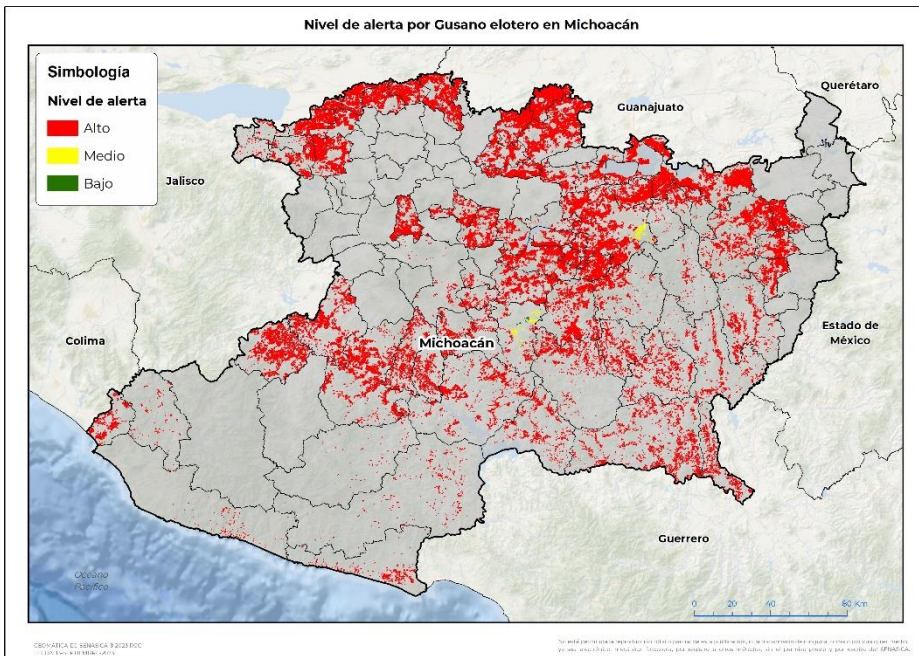 Nivel de alerta por Gusano elotero en Michoacán
Simbología
Nivel de alerta
Alto
Medio
Bajo
Querétaro
Guanajuato
Jalisco
Michoacán
Colima
Estado de
México
Guerrero
Océano
Pacífico
0 20 40 80 Km